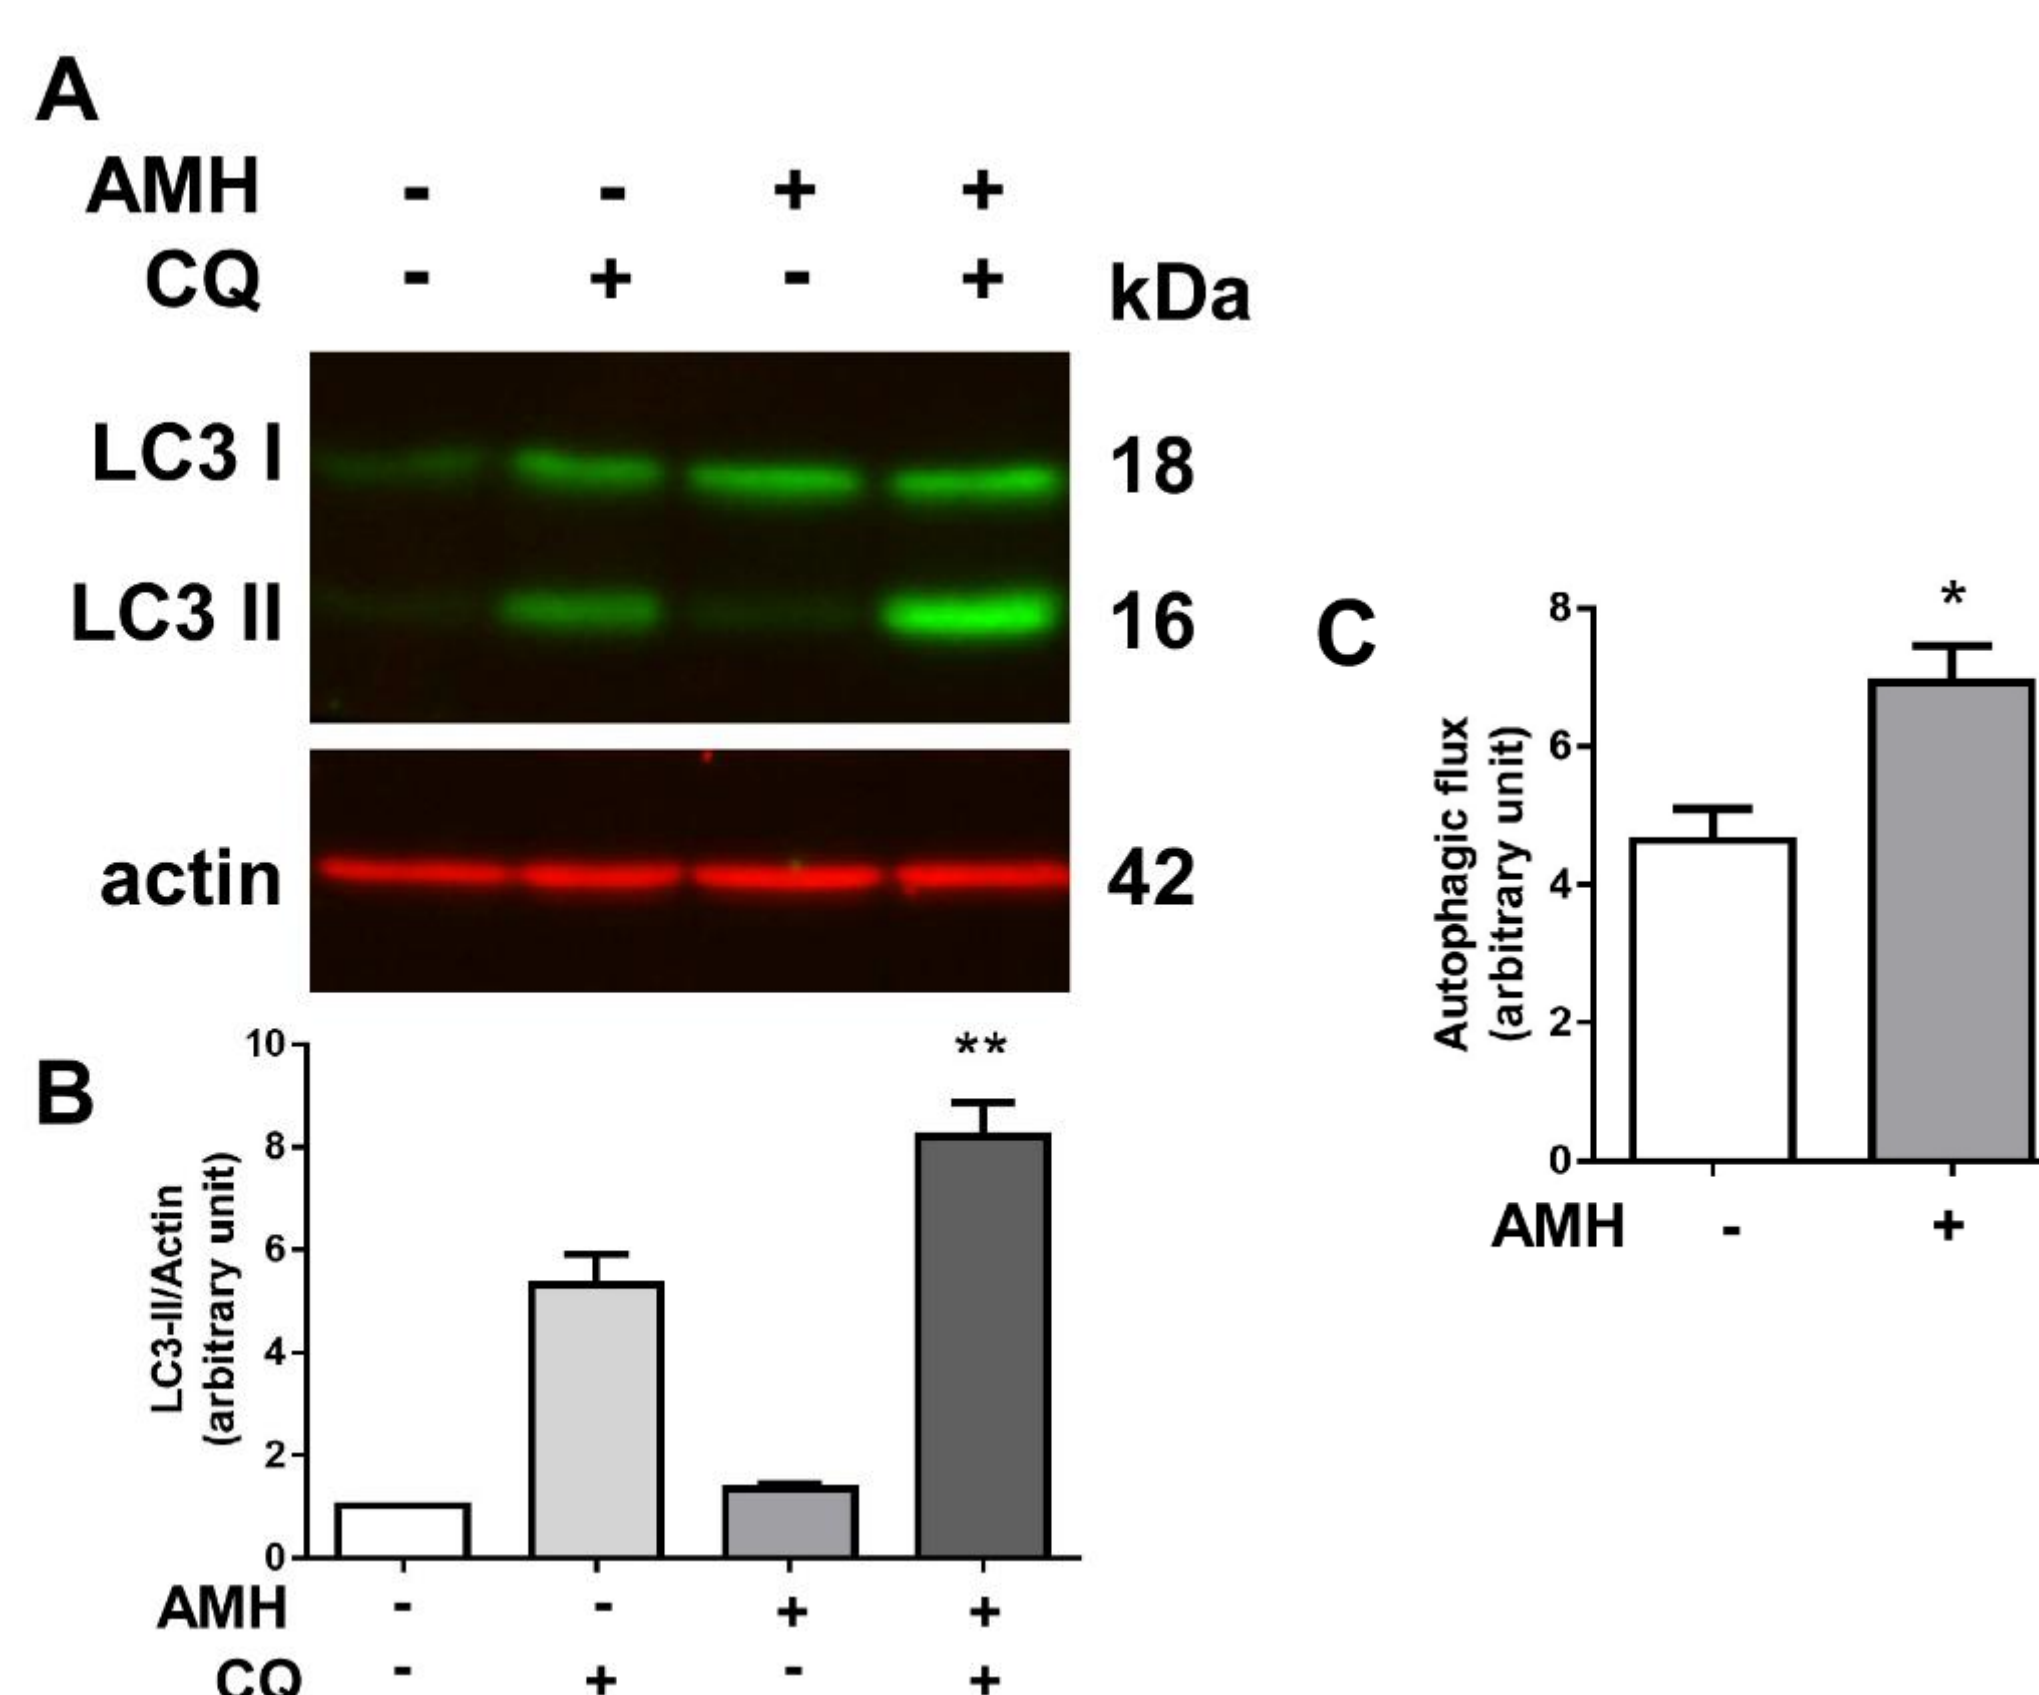 A
AMH - - + +
CQ - + - + kDa
LC3 I 18
LC3 II 16
actin 42
B
LC3-II/Actin
(arbitrary unit)
10
8
6
4
2
0
**
AMH - - + +
CQ - + - +
C
Autophagic flux
(arbitrary unit)
8
6
4
2
0
*
AMH - +